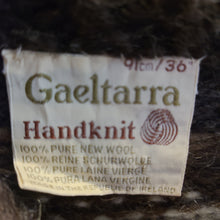 91cm/36"
Gaeltarra
Handknit
100% PURE NEW WOOL
100% REINE SCHURWOLLE
100% PURE LAINE VIERGE
100% PURA LANA VERGINE
MADE IN THE REPUBLIC OF IRELAND